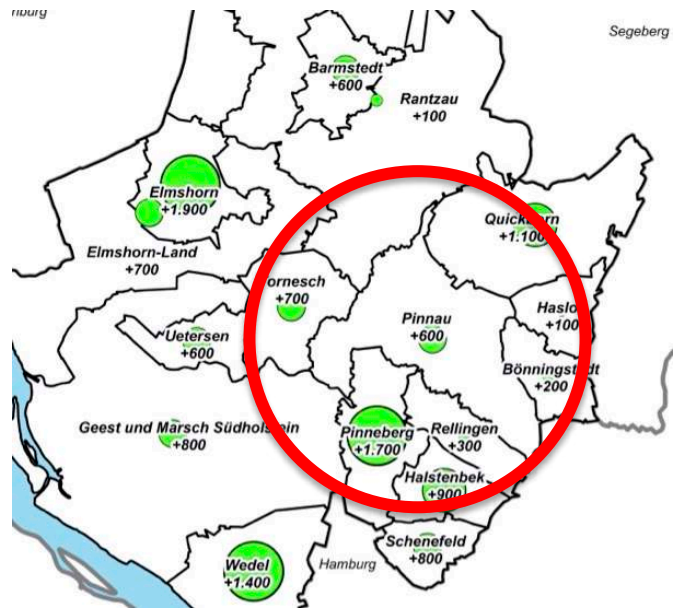 nburg
Segeberg
Barmstedt
+600
Rantzau
+100
Elmshorn
+1.900
Quickborn
+1.100
Elmshorn-Land
+700
ornesch
+700
Haslo
+100
Pinnau
+600
Uetersen
+600
Bönningstedt
+200
Geest und Marsch Südholstein
+800
Pinneberg
+1.700
Rellingen
+300
Halstenbek
+900
Schenefeld
+800
Hamburg
Wedel
+1.400